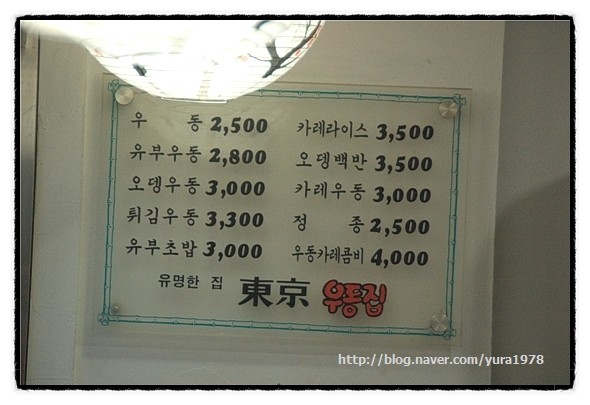 우 동 2,500
유부우동 2,800
오뎅우동 3,000
튀김우동 3,300
유부초밥 3,000
카레라이스 3,500
오뎅백반 3,500
카레우동 3,000
정 종 2,500
우동카레콤비 4,000
유명한 집 東京 우동집
http://blog.naver.com/yura1978